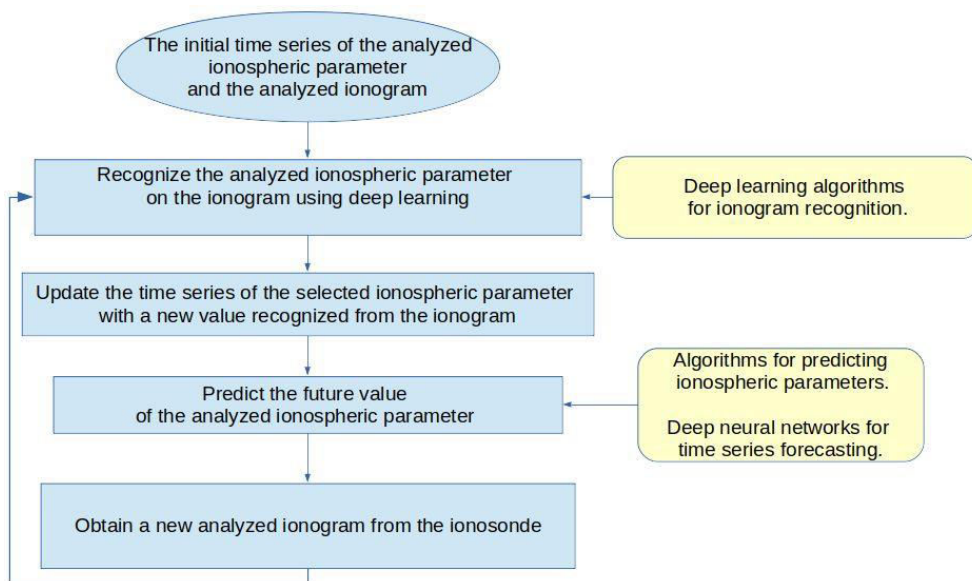 The initial time series of the analyzed
ionospheric parameter
and the analyzed ionogram
Recognize the analyzed ionospheric parameter
on the ionogram using deep learning
Deep learning algorithms
for ionogram recognition.
Update the time series of the selected ionospheric parameter
with a new value recognized from the ionogram
Predict the future value
of the analyzed ionospheric parameter
Algorithms for predicting
ionospheric parameters.
Deep neural networks for
time series forecasting.
Obtain a new analyzed ionogram from the ionosonde